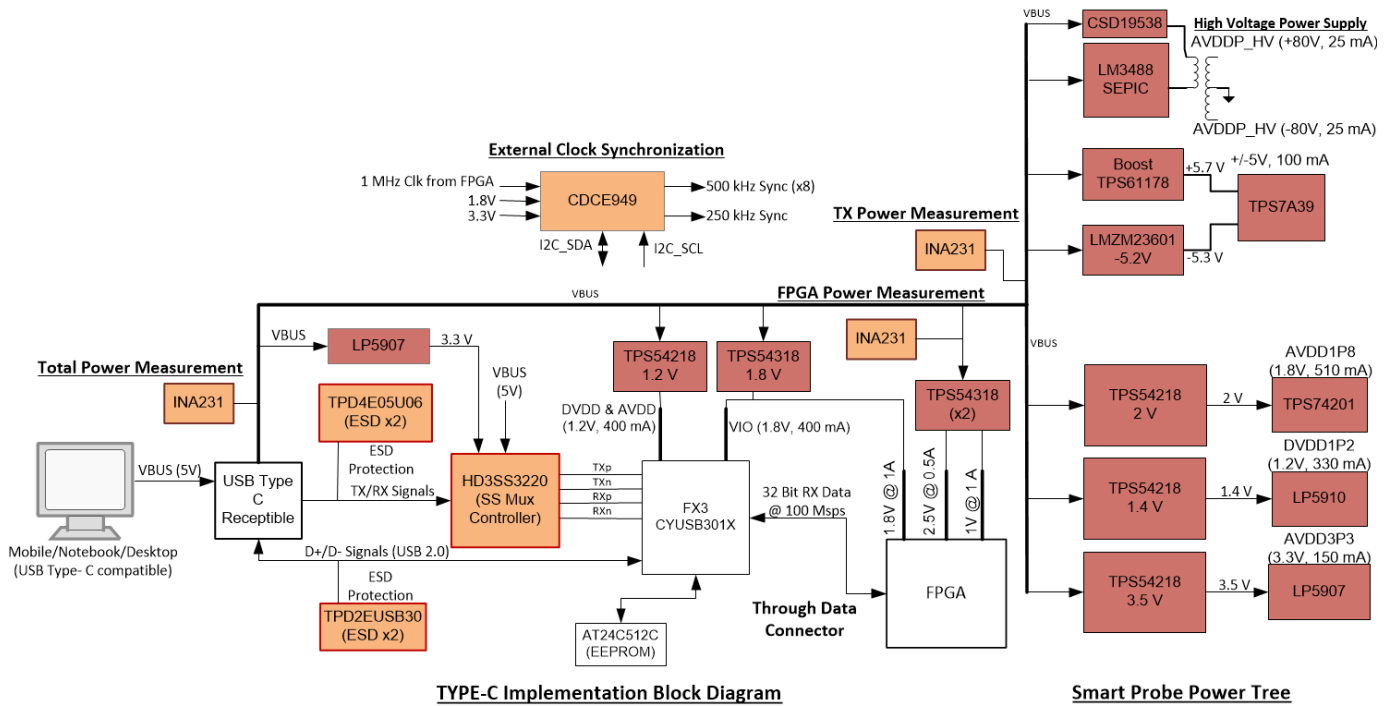 VBUS
CSD19538
High Voltage Power Supply
AVDDP_HV (+80V, 25 mA)
LM3488
SEPIC
AVDDP_HV (-80V, 25 mA)
External Clock Synchronization
1 MHz Clk from FPGA
1.8V
3.3V
CDCE949
500 kHz Sync (x8)
250 kHz Sync
I2C_SDA
I2C_SCL
TX Power Measurement
INA231
Boost
TPS61178
+5.7 V
+/-5V, 100 mA
TPS7A39
LMZM23601
-5.2V
-5.3 V
VBUS
FPGA Power Measurement
INA231
VBUS
Total Power Measurement
INA231
VBUS
LP5907
3.3 V
VBUS
(5V)
TPS54218
1.2 V
TPS54318
1.8 V
TPS54318
(x2)
DVDD & AVDD
(1.2V, 400 mA)
VIO (1.8V, 400 mA)
TPD4E05U06
(ESD x2)
ESD
Protection
TX/RX Signals
VBUS (5V)
USB Type
C
Receptible
HD3SS3220
(SS Mux
Controller)
TXp
TXn
RXp
RXn
FX3
CYUSB301X
32 Bit RX Data
@ 100 Msps
1.8V @ 1A
2.5V @ 0.5A
1V @ 1 A
FPGA
Mobile/Notebook/Desktop
(USB Type- C compatible)
D+/D- Signals (USB 2.0)
ESD
Protection
TPD2EUSB30
(ESD x2)
AT24C512C
(EEPROM)
Through Data
Connector
TPS54218
2 V
2 V
AVDD1P8
(1.8V, 510 mA)
TPS74201
TPS54218
1.4 V
1.4 V
DVDD1P2
(1.2V, 330 mA)
LP5910
TPS54218
3.5 V
3.5 V
AVDD3P3
(3.3V, 150 mA)
LP5907
TYPE-C Implementation Block Diagram
Smart Probe Power Tree